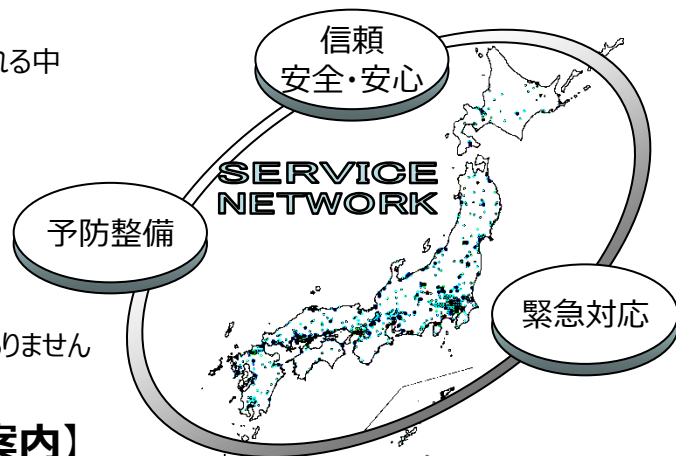 れる中
信頼
安全・安心
SERVICE
NETWORK
予防整備
緊急対応
ありません
案内】